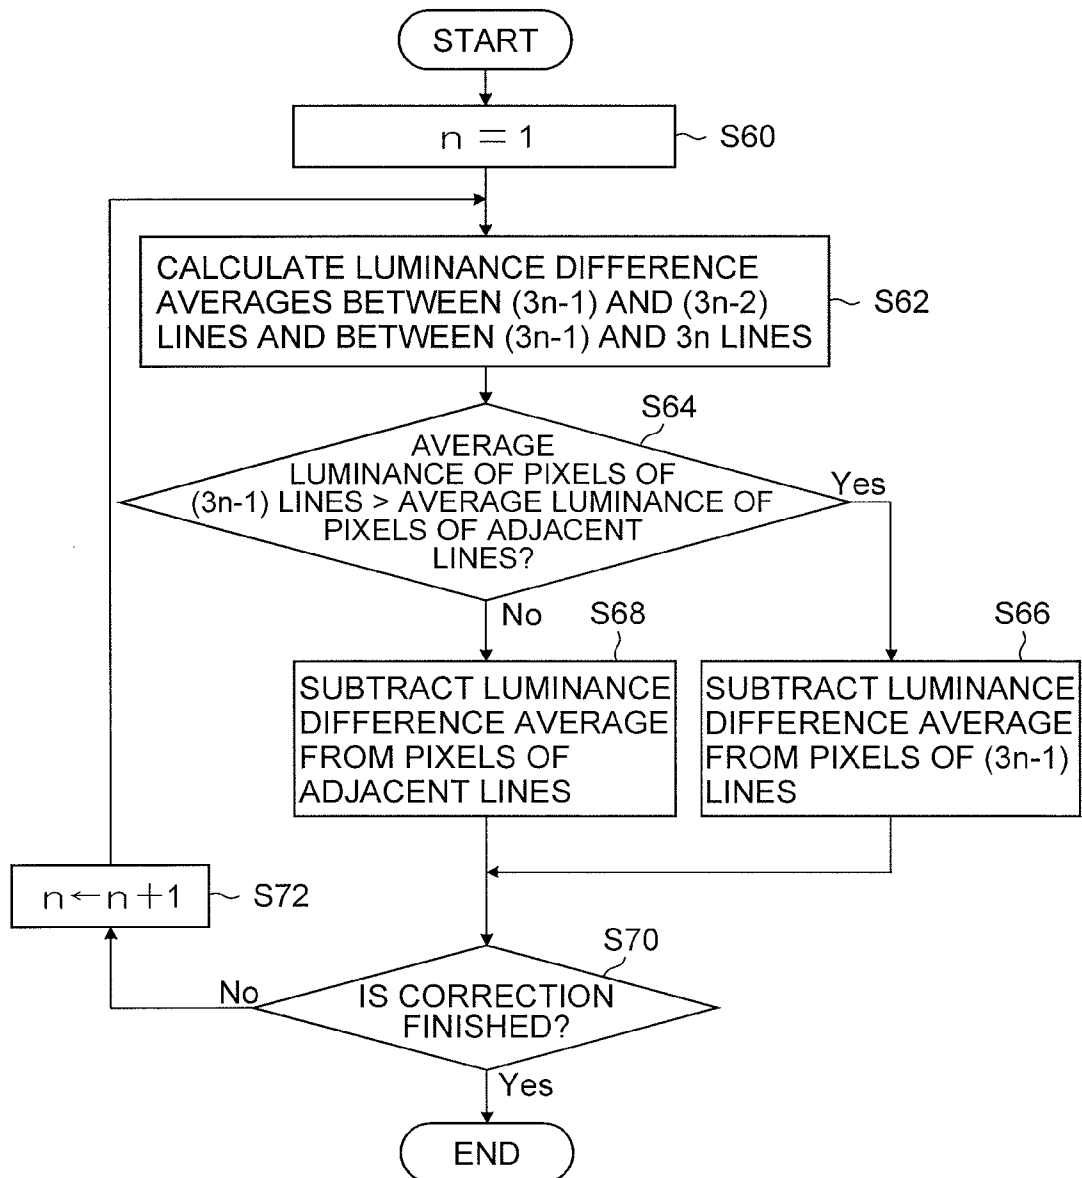 START
n = 1
S60
CALCULATE LUMINANCE DIFFERENCE
AVERAGES BETWEEN (3n-1) AND (3n-2)
LINES AND BETWEEN (3n-1) AND 3n LINES
S62
S64
AVERAGE
LUMINANCE OF PIXELS OF
(3n-1) LINES > AVERAGE LUMINANCE OF
PIXELS OF ADJACENT
LINES?
Yes
No
S68
SUBTRACT LUMINANCE
DIFFERENCE AVERAGE
FROM PIXELS OF
ADJACENT LINES
S66
SUBTRACT LUMINANCE
DIFFERENCE AVERAGE
FROM PIXELS OF (3n-1)
LINES
n←n+1
S72
S70
No
IS CORRECTION
FINISHED?
Yes
END